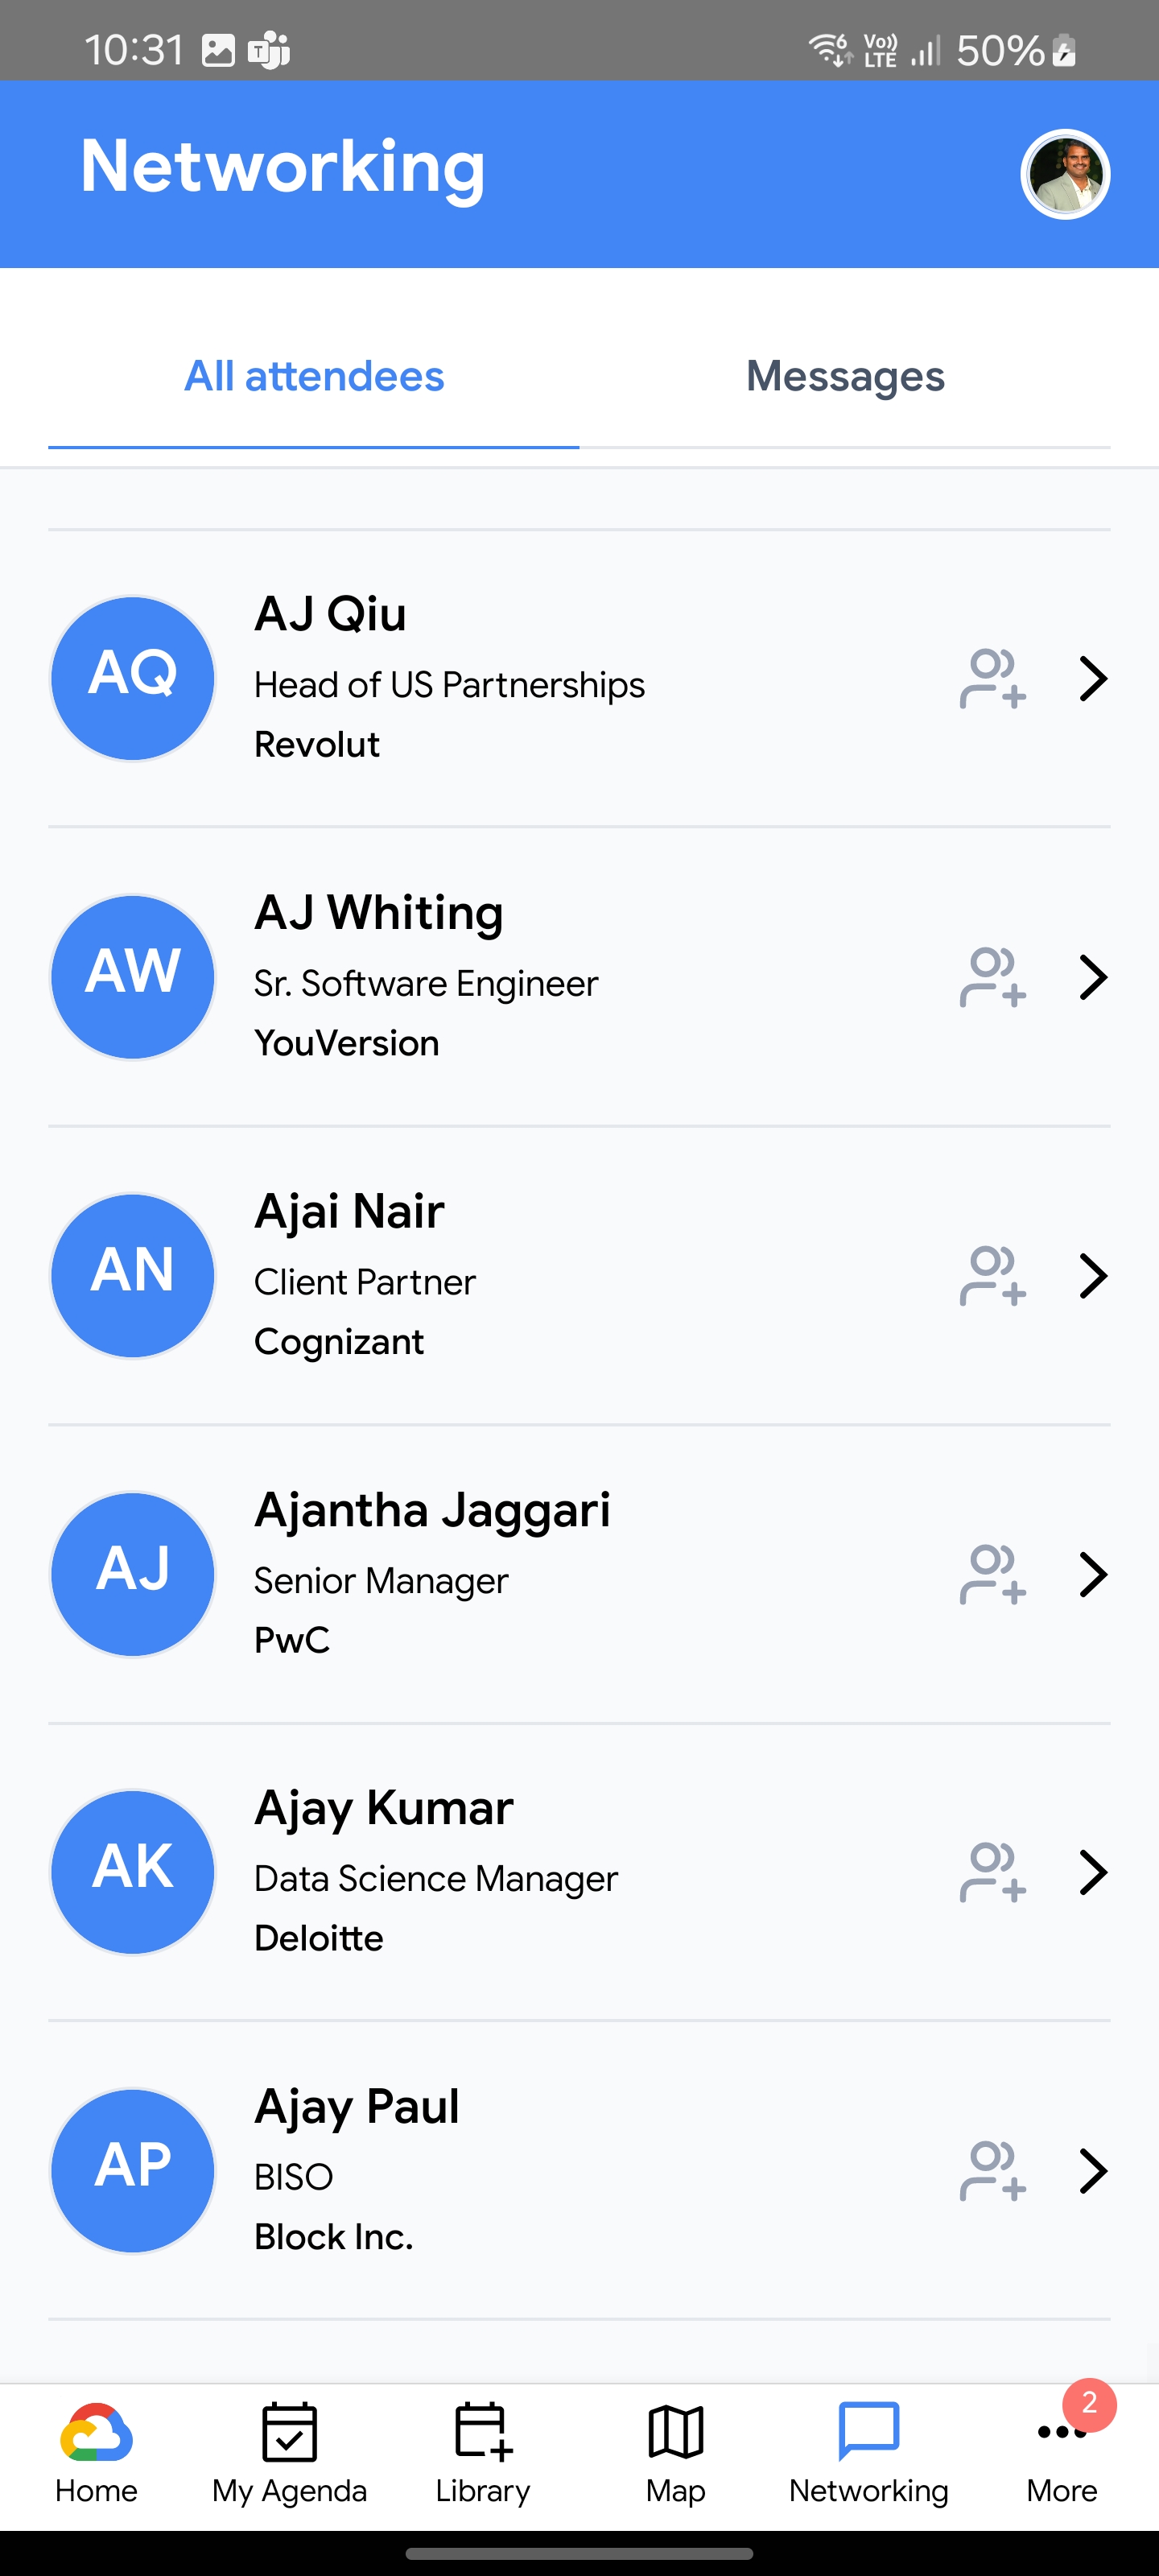 10:31
T
6 Vo)) LTE 50%
Networking
All attendees
Messages
AQ
AJ Qiu
Head of US Partnerships
Revolut
AW
AJ Whiting
Sr. Software Engineer
YouVersion
AN
Ajai Nair
Client Partner
Cognizant
AJ
Ajantha Jaggari
Senior Manager
PwC
AK
Ajay Kumar
Data Science Manager
Deloitte
AP
Ajay Paul
BISO
Block Inc.
2
Home
My Agenda
Library
Map
Networking
More